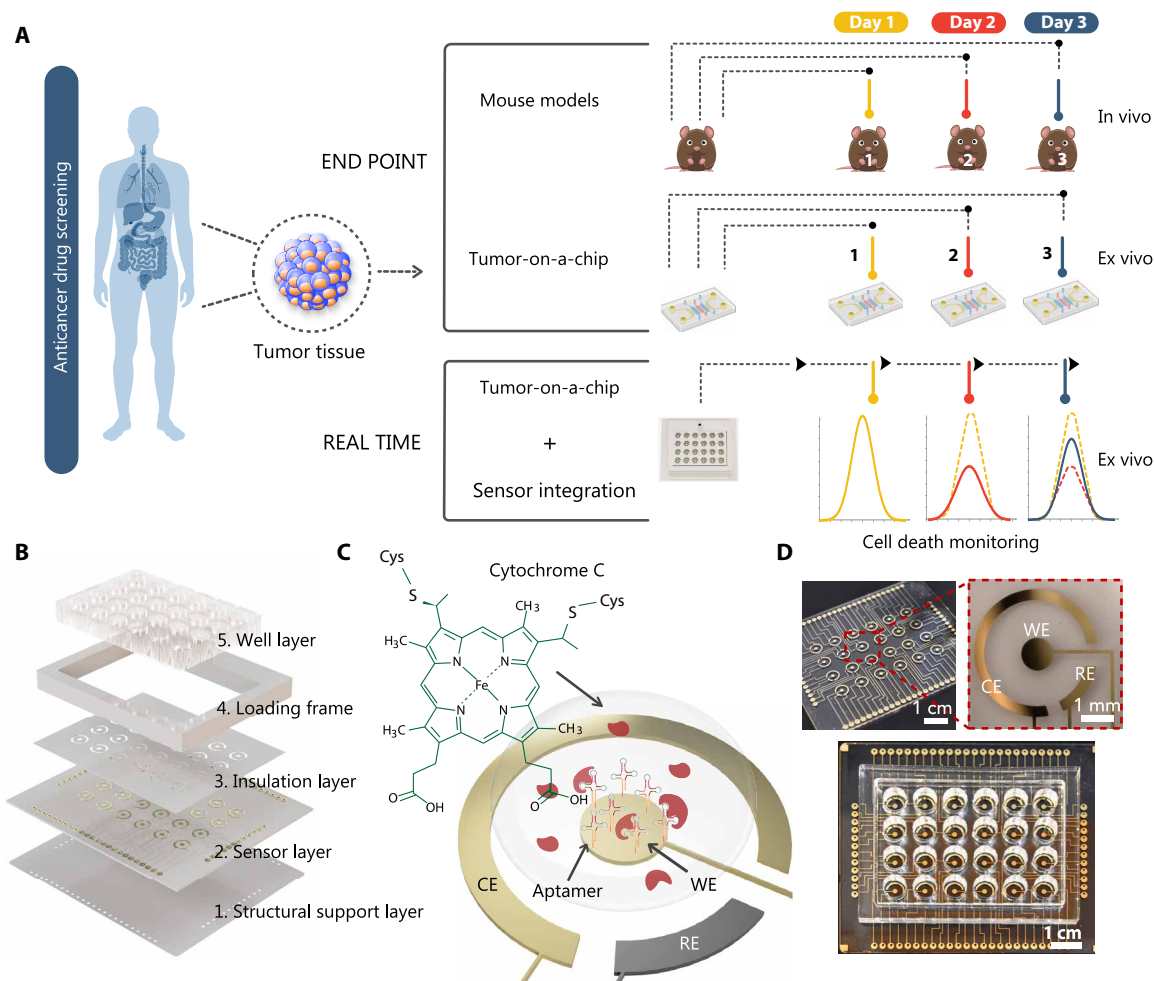 A
Anticancer drug screening
Tumor tissue
END POINT
Mouse models
Tumor-on-a-chip
Day 1
Day 2
Day 3
1
2
3
In vivo
1
2
3
Ex vivo
REAL TIME
Tumor-on-a-chip
+
Sensor integration
Ex vivo
Cell death monitoring
B
5. Well layer
4. Loading frame
3. Insulation layer
2. Sensor layer
1. Structural support layer
C
Cytochrome C
Cys
S
S
Cys
CH3
H3C
N
N
Fe
N
N
H3C
CH3
O
OH
O
OH
CE
Aptamer
WE
RE
D
1 cm
WE
CE
RE
1 mm
1 cm